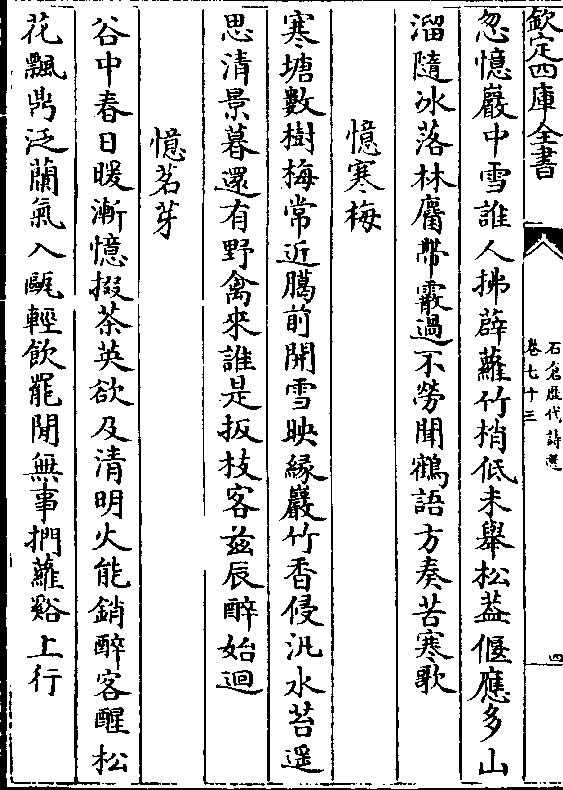 欽定四庫全書
石倉歷代詩選
卷七十三
四
忽憶巖中雪誰人拂薜蘿竹梢低未舉松葢偃應多山
溜隨冰落林麕帶霰過不勞聞鶴語方奏苦寒歌
憶寒梅
寒塘數樹梅常近臈前開雪映緣巖竹香侵汎水苔遥
思清景暮還有野禽來誰是扳枝客兹辰醉始迴
憶茗芽
谷中春日暖漸憶掇茶英欲及清明火能銷醉客酲松
花飄鼎泛蘭氣入甌輕飲罷閒無事捫蘿谿上行